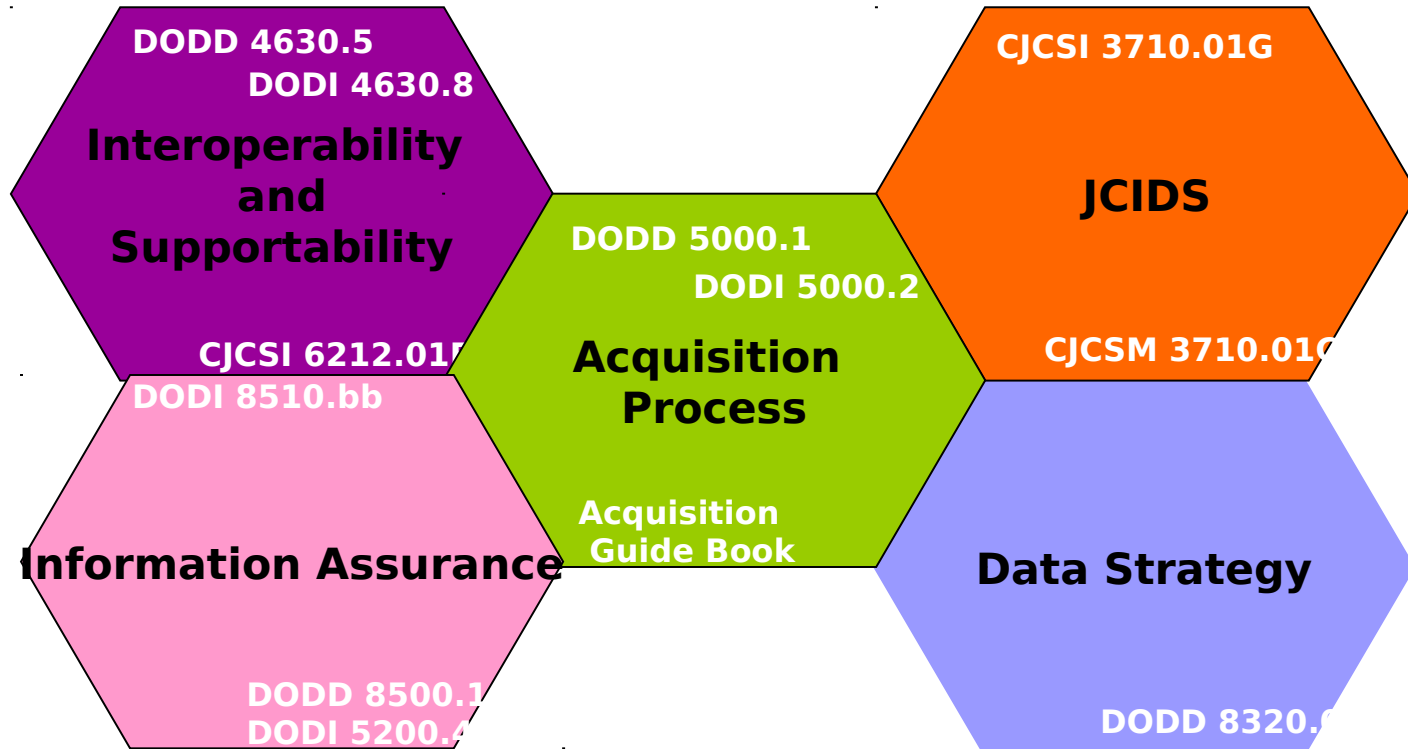 DODD 4630.5
DODI 4630.8
Interoperability
and
Supportability
CJCSI 6212.01
CJCSI 3710.01G
JCIDS
CJCSM 3710.01
DODD 5000.1
DODI 5000.2
Acquisition
Process
Acquisition
Guide Book
DODI 8510.bb
Information Assurance
DODD 8500.1
DODI 5200.4
Data Strategy
DODD 8320.